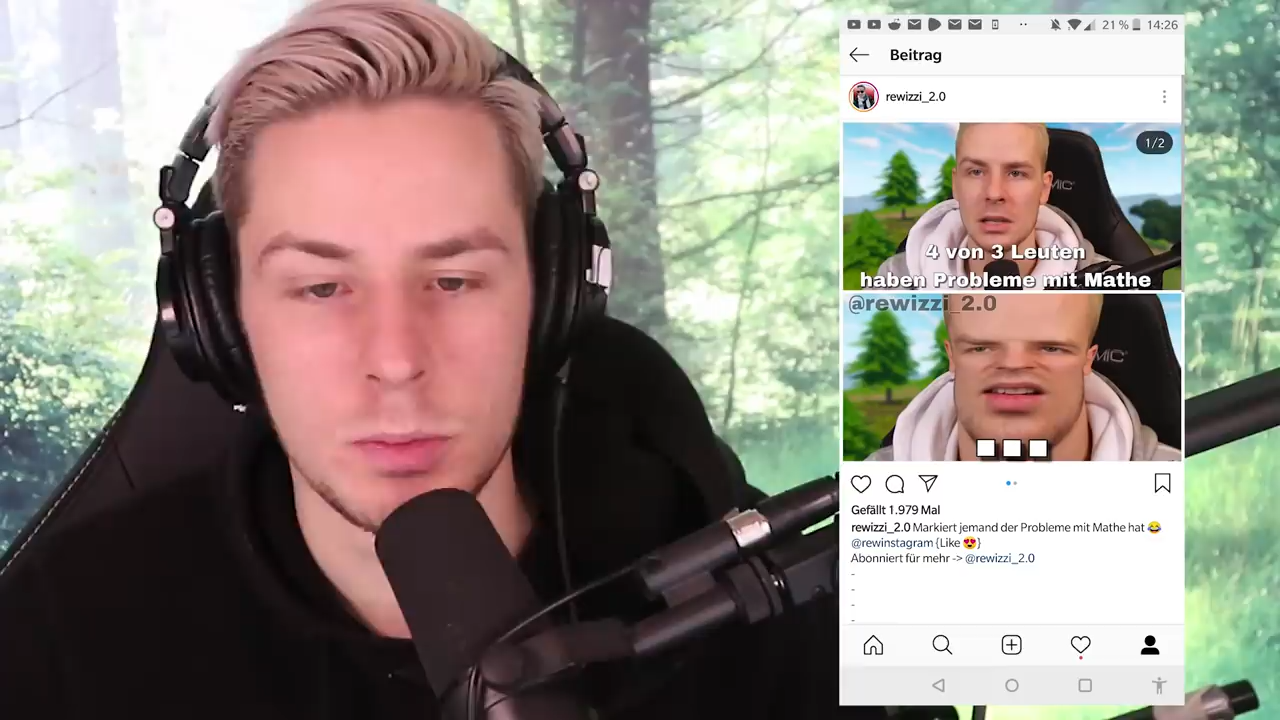 21 % 14:26
Beitrag
rewizzi_2.0
1/2
4 von 3 Leuten
haben Probleme mit Mathe
@rewizzi_2.0
Gefällt 1.979 Mal
rewizzi_2.0 Markiert jemand der Probleme mit Mathe hat 😂
@rewinstagram {Like 😍}
Abonniert für mehr -> @rewizzi_2.0
-
-
-
-